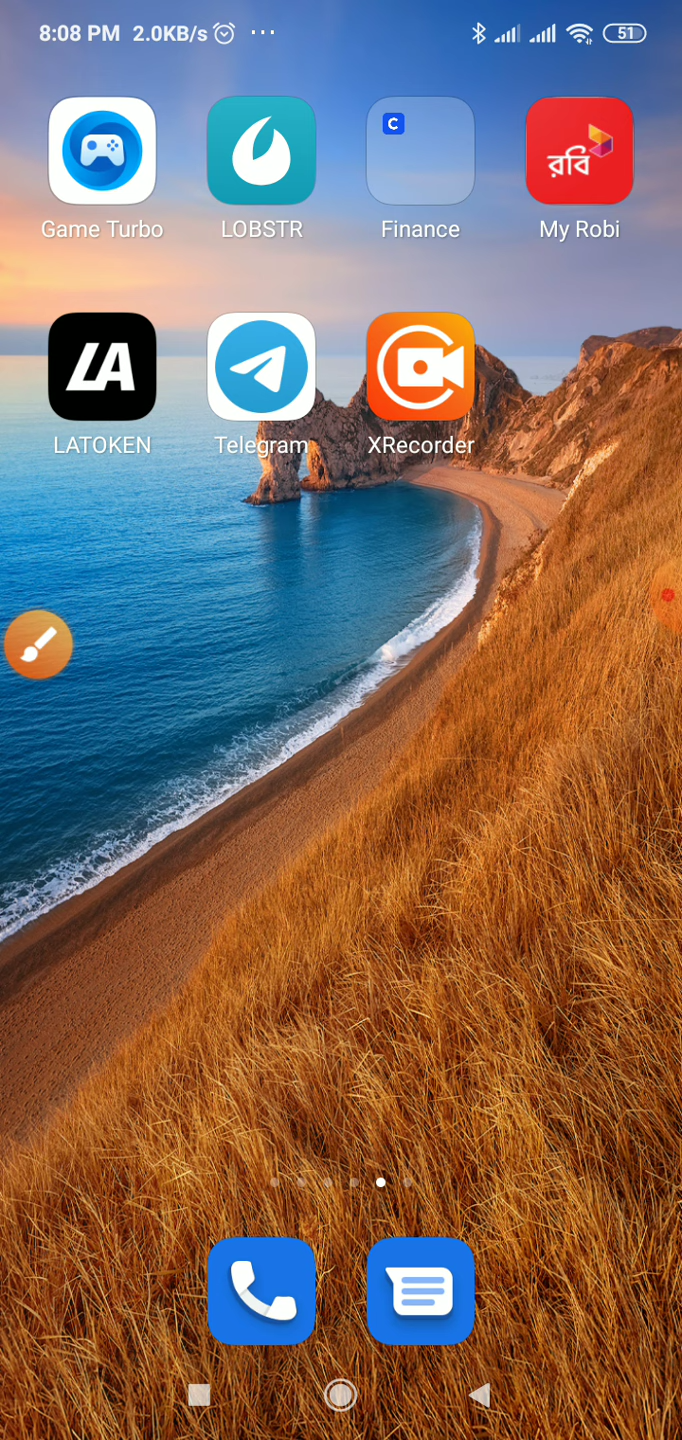 8:08 PM 2.0KB/s ... 51
Game Turbo LOBSTR Finance My Robi
C
রবি
LA
LATOKEN Telegram XRecorder